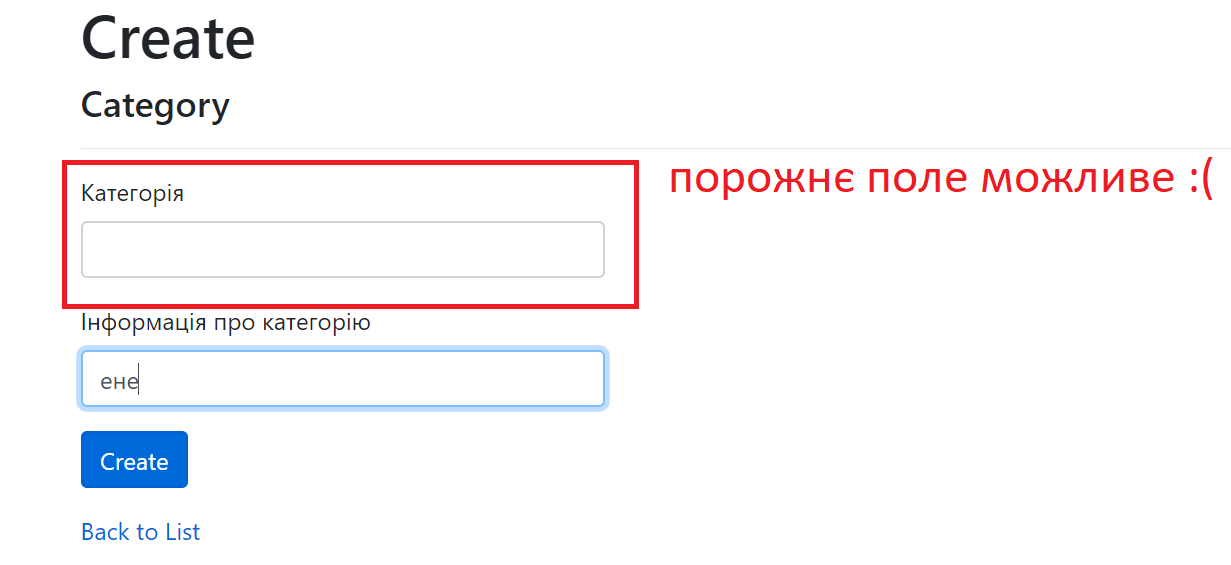 Create
Category
Категорія
порожнє поле можливе :(
Інформація про категорію
ене
Create
Back to List